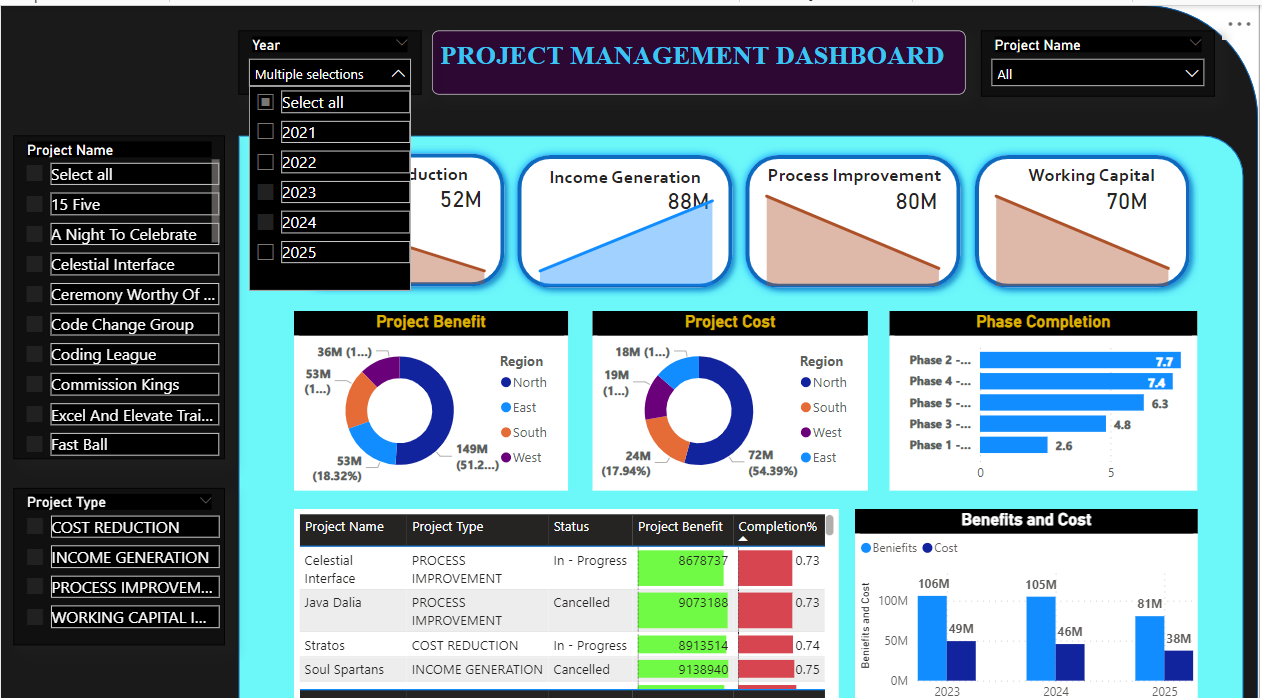 Year
Multiple selections
Select all
2021
2022
2023
2024
2025
PROJECT MANAGEMENT DASHBOARD
Project Name
All
Project Name
Select all
15 Five
A Night To Celebrate
Celestial Interface
Ceremony Worthy Of ...
Code Change Group
Coding League
Commission Kings
Excel And Elevate Trai...
Fast Ball
Project Type
COST REDUCTION
INCOME GENERATION
PROCESS IMPROVEM...
WORKING CAPITAL I...
duction
52M
Income Generation
88M
Process Improvement
80M
Working Capital
70M
Project Benefit
36M (1...)
53M
(1...)
53M
(18.32%)
149M
(51.2...)
Region
North
East
South
West
Project Cost
18M (1...)
19M
(1...)
24M
(17.94%)
72M
(54.39%)
Region
North
South
West
East
Phase Completion
Phase 2 -... 7.7
Phase 4 -... 7.4
Phase 5 -... 6.3
Phase 3 -... 4.8
Phase 1 -... 2.6
0 5
Project Name Project Type Status Project Benefit Completion%
Celestial PROCESS In - Progress 8678737 0.73
Interface IMPROVEMENT
Java Dalia PROCESS Cancelled 9073188 0.73
IMPROVEMENT
Stratos COST REDUCTION In - Progress 8913514 0.74
Soul Spartans INCOME GENERATION Cancelled 9138940 0.75
Benefits and Cost
Benifits Cost
Beniefits and Cost
100M
50M
0M
106M
49M
105M
46M
81M
38M
2023 2024 2025